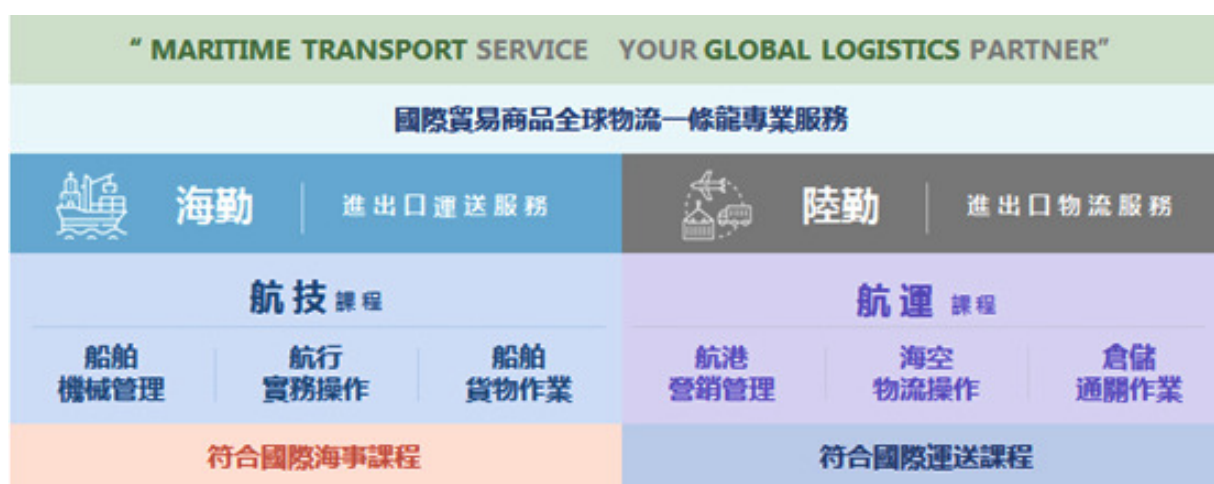 “ MARITIME TRANSPORT SERVICE YOUR GLOBAL LOGISTICS PARTNER”
國際貿易商品全球物流一條龍專業服務
海勤 進出口運送服務
陸勤 進出口物流服務
航技課程
船舶
機械管理
航行
實務操作
船舶
貨物作業
符合國際海事課程
航運 課程
航港
營銷管理
海空
物流操作
倉儲
通關作業
符合國際運送課程